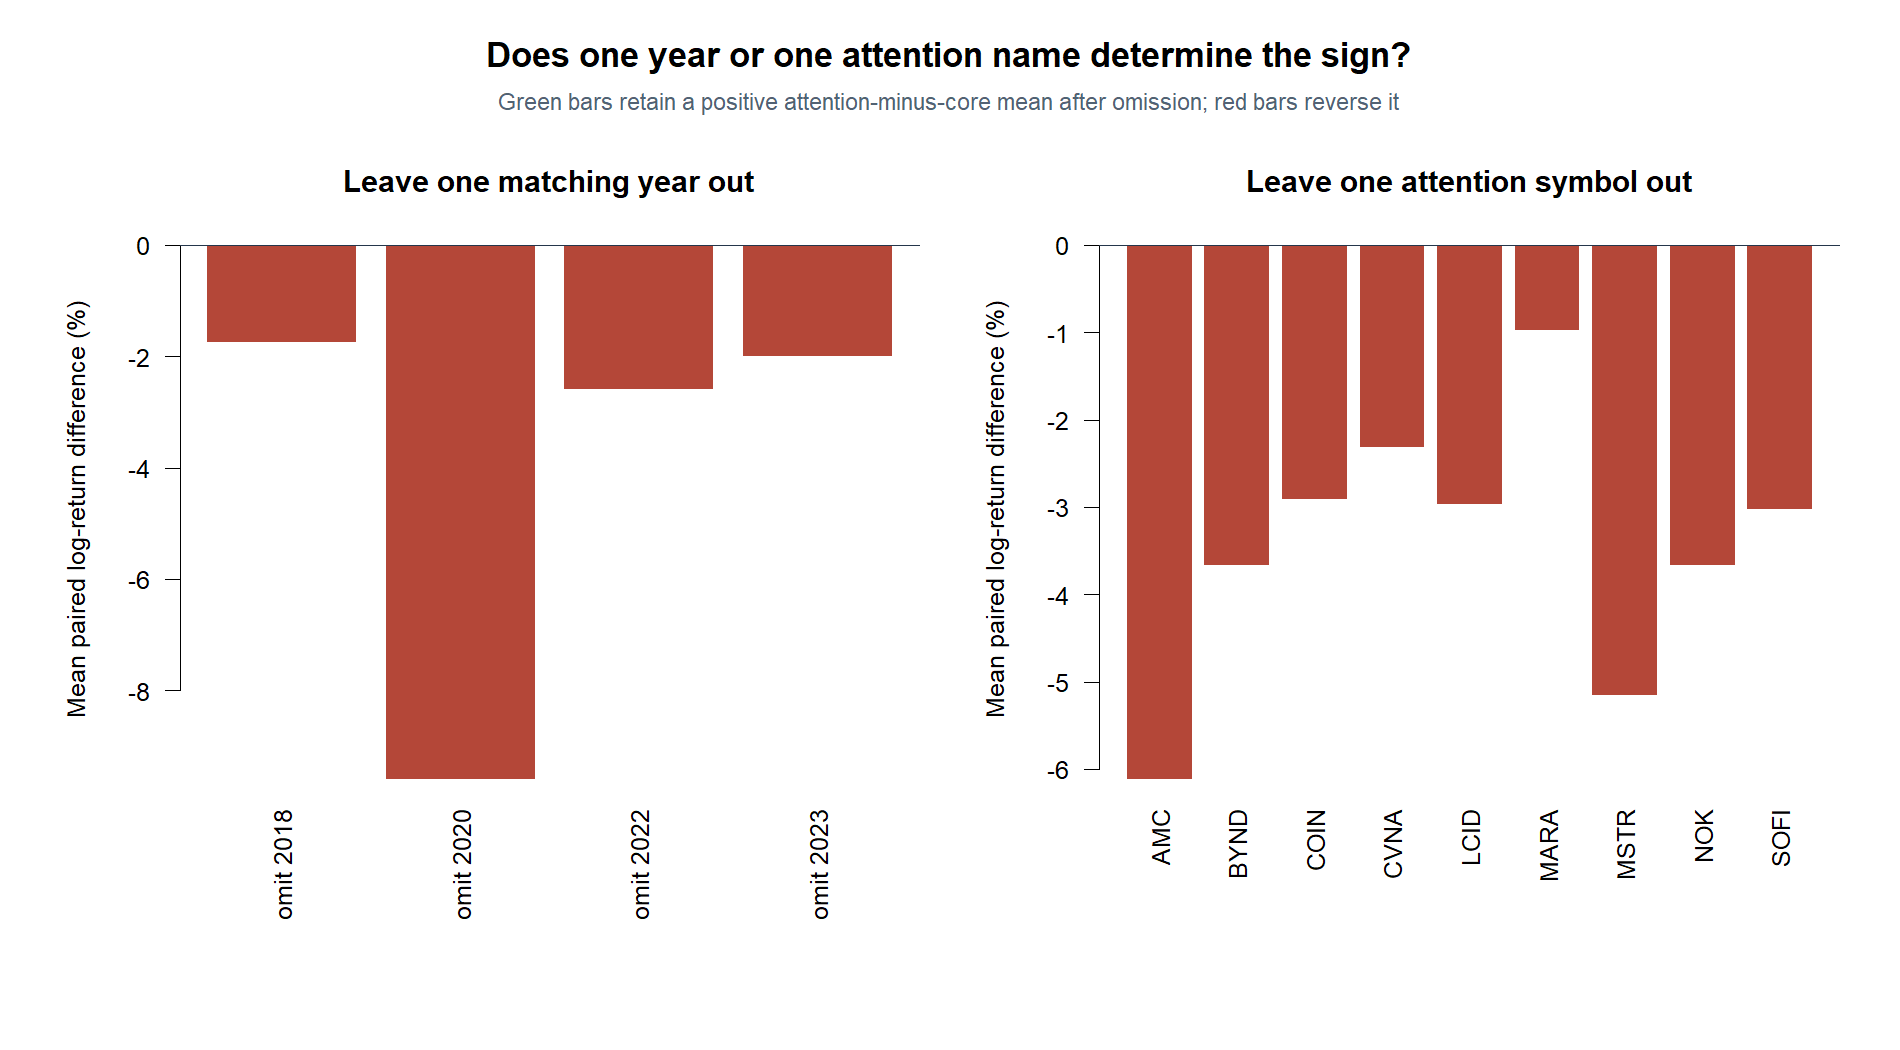 Does one year or one attention name determine the sign?
Green bars retain a positive attention-minus-core mean after omission; red bars reverse it
Leave one matching year out
Mean paired log-return difference (%)
0
-2
-4
-6
-8
omit 2018
omit 2020
omit 2022
omit 2023
Leave one attention symbol out
Mean paired log-return difference (%)
0
-1
-2
-3
-4
-5
-6
AMC
BYND
COIN
CVNA
LCID
MARA
MSTR
NOK
SOFI